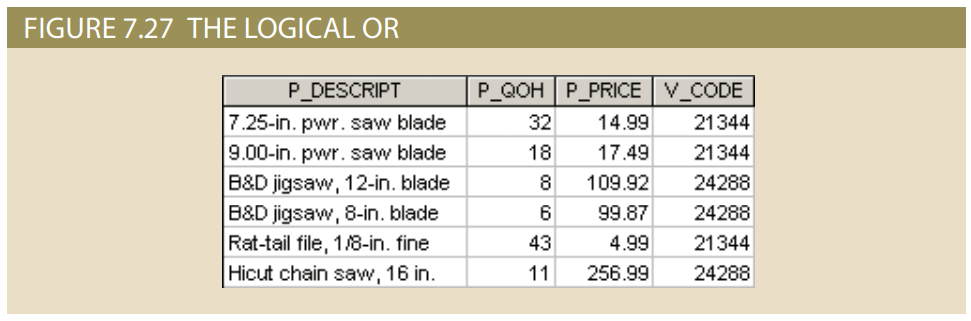 FIGURE 7.27 THE LOGICAL OR
P_DESCRIPT P_QOH P_PRICE V_CODE
7.25-in. pwr. saw blade 32 14.99 21344
9.00-in. pwr. saw blade 18 17.49 21344
B&D jigsaw, 12-in. blade 8 109.92 24288
B&D jigsaw, 8-in. blade 6 99.87 24288
Rat-tail file, 1/8-in. fine 43 4.99 21344
Hicut chain saw, 16 in. 11 256.99 24288